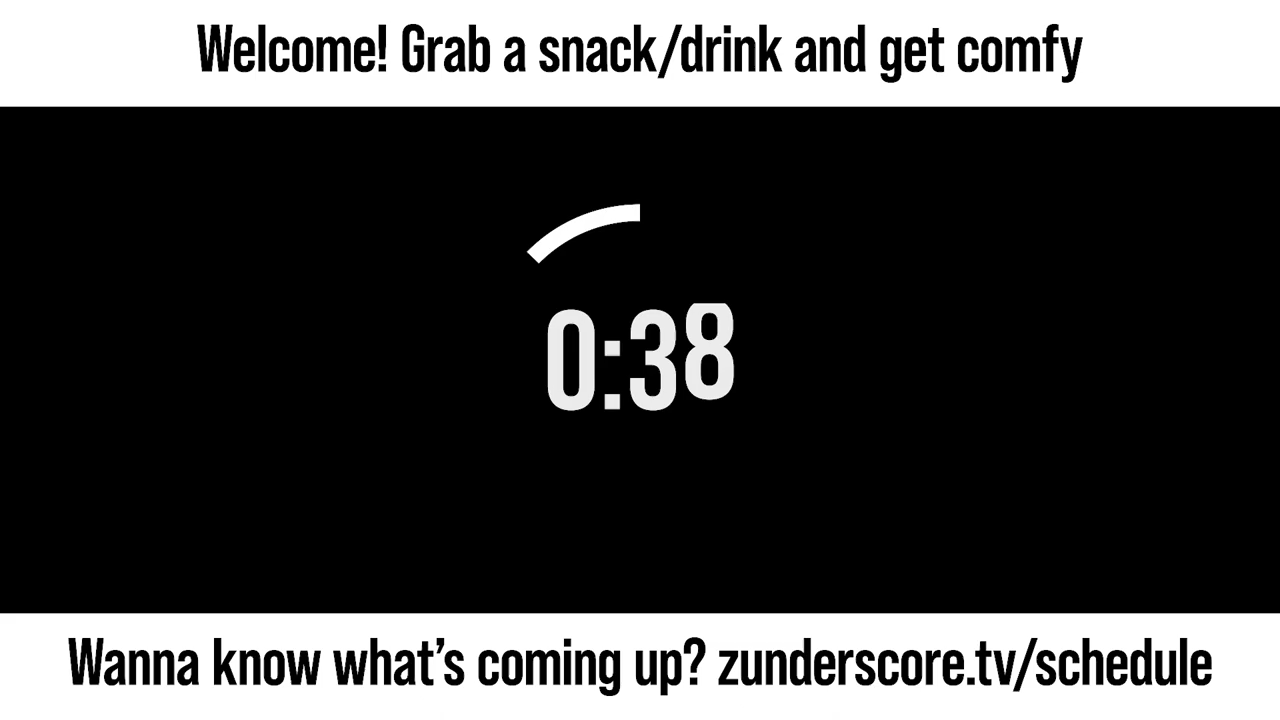 Welcome! Grab a snack/drink and get comfy
0:38
Wanna know what's coming up? zunderscore.tv/schedule